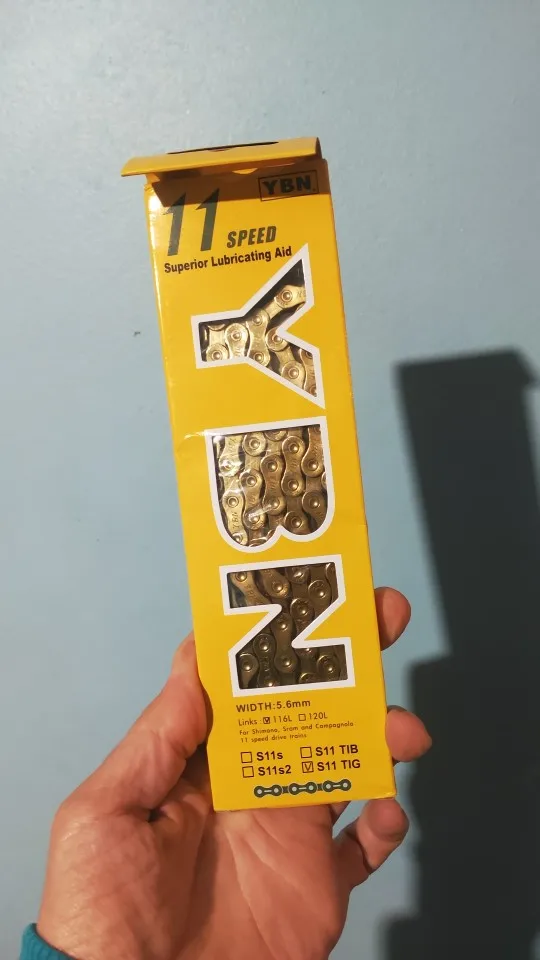 YBN
11 SPEED
Superior Lubricating Aid
YBN
WIDTH:5.6mm
Links: ☑ 116L ☐ 120L
For Shimano, Sram and Campagnolo
11 speed drive trains
☐ S11s ☐ S11 TIB
☐ S11s2 ☑ S11 TIG